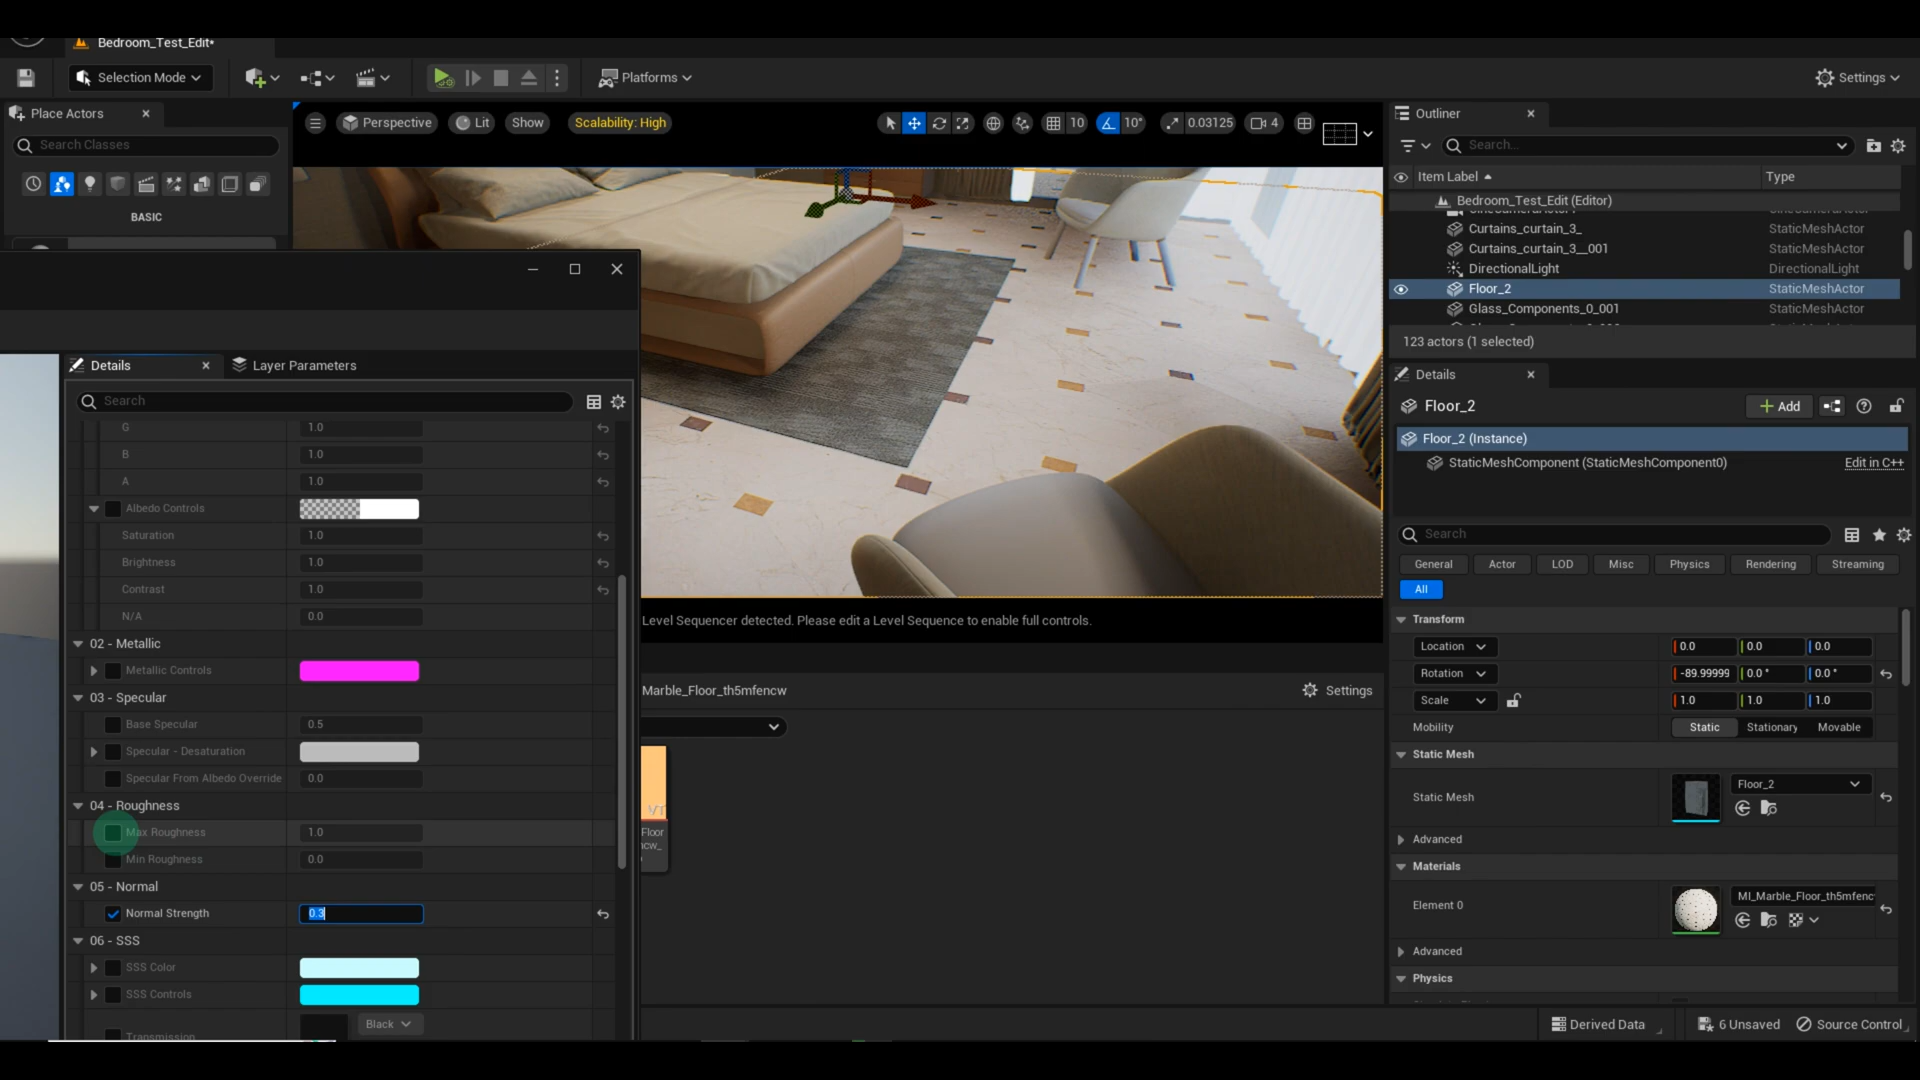 Bedroom_Test_Edit*
Selection Mode
Platforms
Settings
Place Actors
Search Classes
BASIC
Perspective
Lit
Show
Scalability: High
10
10°
0.03125
4
Outliner
Search...
Item Label
Type
Bedroom_Test_Edit (Editor)
Curtains_curtain_3_
StaticMeshActor
Curtains_curtain_3__001
StaticMeshActor
DirectionalLight
DirectionalLight
Floor_2
StaticMeshActor
Glass_Components_0_001
StaticMeshActor
123 actors (1 selected)
Details
Layer Parameters
Search
G
1.0
B
1.0
A
1.0
Albedo Controls
Saturation
1.0
Brightness
1.0
Contrast
1.0
N/A
0.0
02 - Metallic
Metallic Controls
03 - Specular
Base Specular
0.5
Specular - Desaturation
Specular From Albedo Override
0.0
04 - Roughness
Max Roughness
1.0
Min Roughness
0.0
05 - Normal
Normal Strength
0.3
06 - SSS
SSS Color
SSS Controls
Transmission
Black
Level Sequencer detected. Please edit a Level Sequence to enable full controls.
Marble_Floor_th5mfencw
Settings
VT
Floor
ncw_
Details
Floor_2
Add
Floor_2 (Instance)
StaticMeshComponent (StaticMeshComponent0)
Edit in C++
Search
General
Actor
LOD
Misc
Physics
Rendering
Streaming
All
Transform
Location
0.0
0.0
0.0
Rotation
-89.99999
0.0 °
0.0 °
Scale
1.0
1.0
1.0
Mobility
Static
Stationary
Movable
Static Mesh
Static Mesh
Floor_2
Advanced
Materials
Element 0
MI_Marble_Floor_th5mfenc
Advanced
Physics
Derived Data
6 Unsaved
Source Control